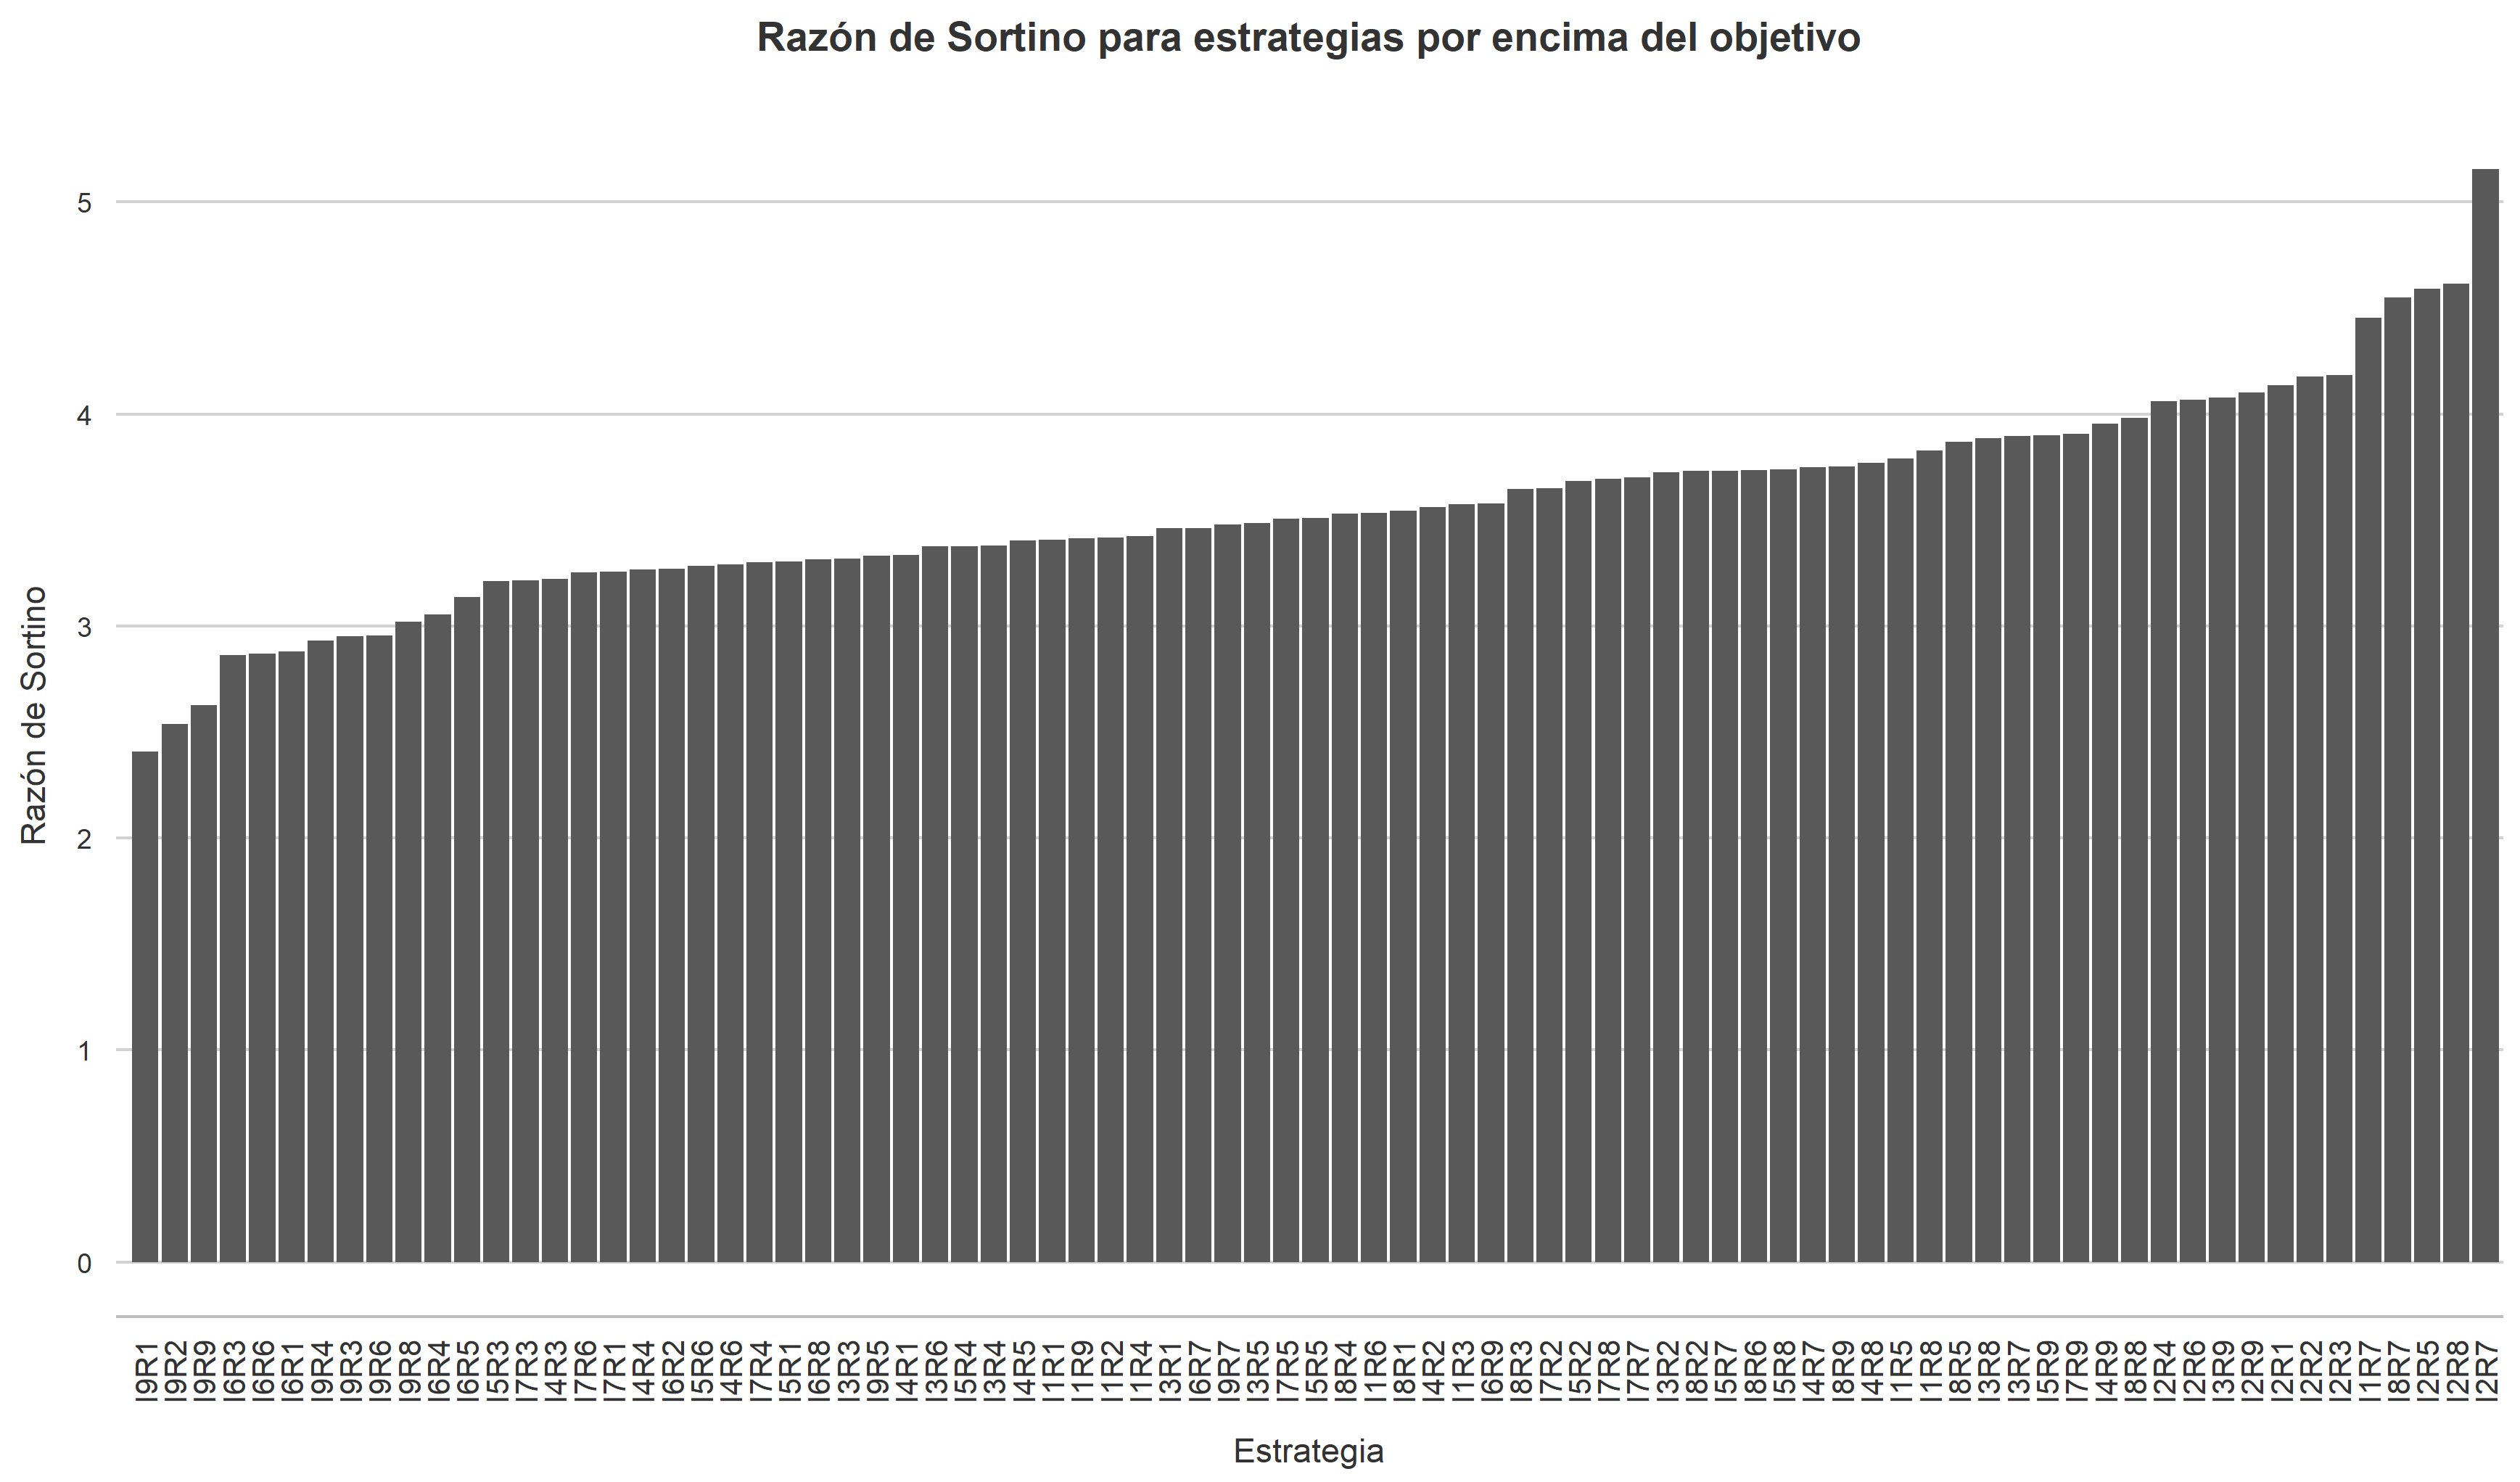 Razón de Sortino para estrategias por encima del objetivo
Razón de Sortino
5
4
3
2
1
0
I9R1 I9R2 I9R9 I6R3 I6R6 I6R1 I9R4 I9R3 I9R6 I9R8 I6R4 I6R5 I5R3 I7R3 I4R3 I7R6 I7R1 I4R4 I6R2 I5R6 I4R6 I7R4 I5R1 I6R8 I3R3 I9R5 I4R1 I3R6 I5R4 I3R4 I4R5 I1R1 I1R9 I1R2 I1R4 I3R1 I6R7 I9R7 I3R5 I7R5 I5R5 I8R4 I1R6 I8R1 I4R2 I1R3 I6R9 I8R3 I7R2 I5R2 I7R8 I7R7 I3R2 I8R2 I5R7 I8R6 I5R8 I4R7 I8R9 I4R8 I1R5 I1R8 I8R5 I3R8 I3R7 I5R9 I7R9 I4R9 I8R8 I2R4 I2R6 I3R9 I2R9 I2R1 I2R2 I2R3 I1R7 I8R7 I2R5 I2R8 I2R7
Estrategia